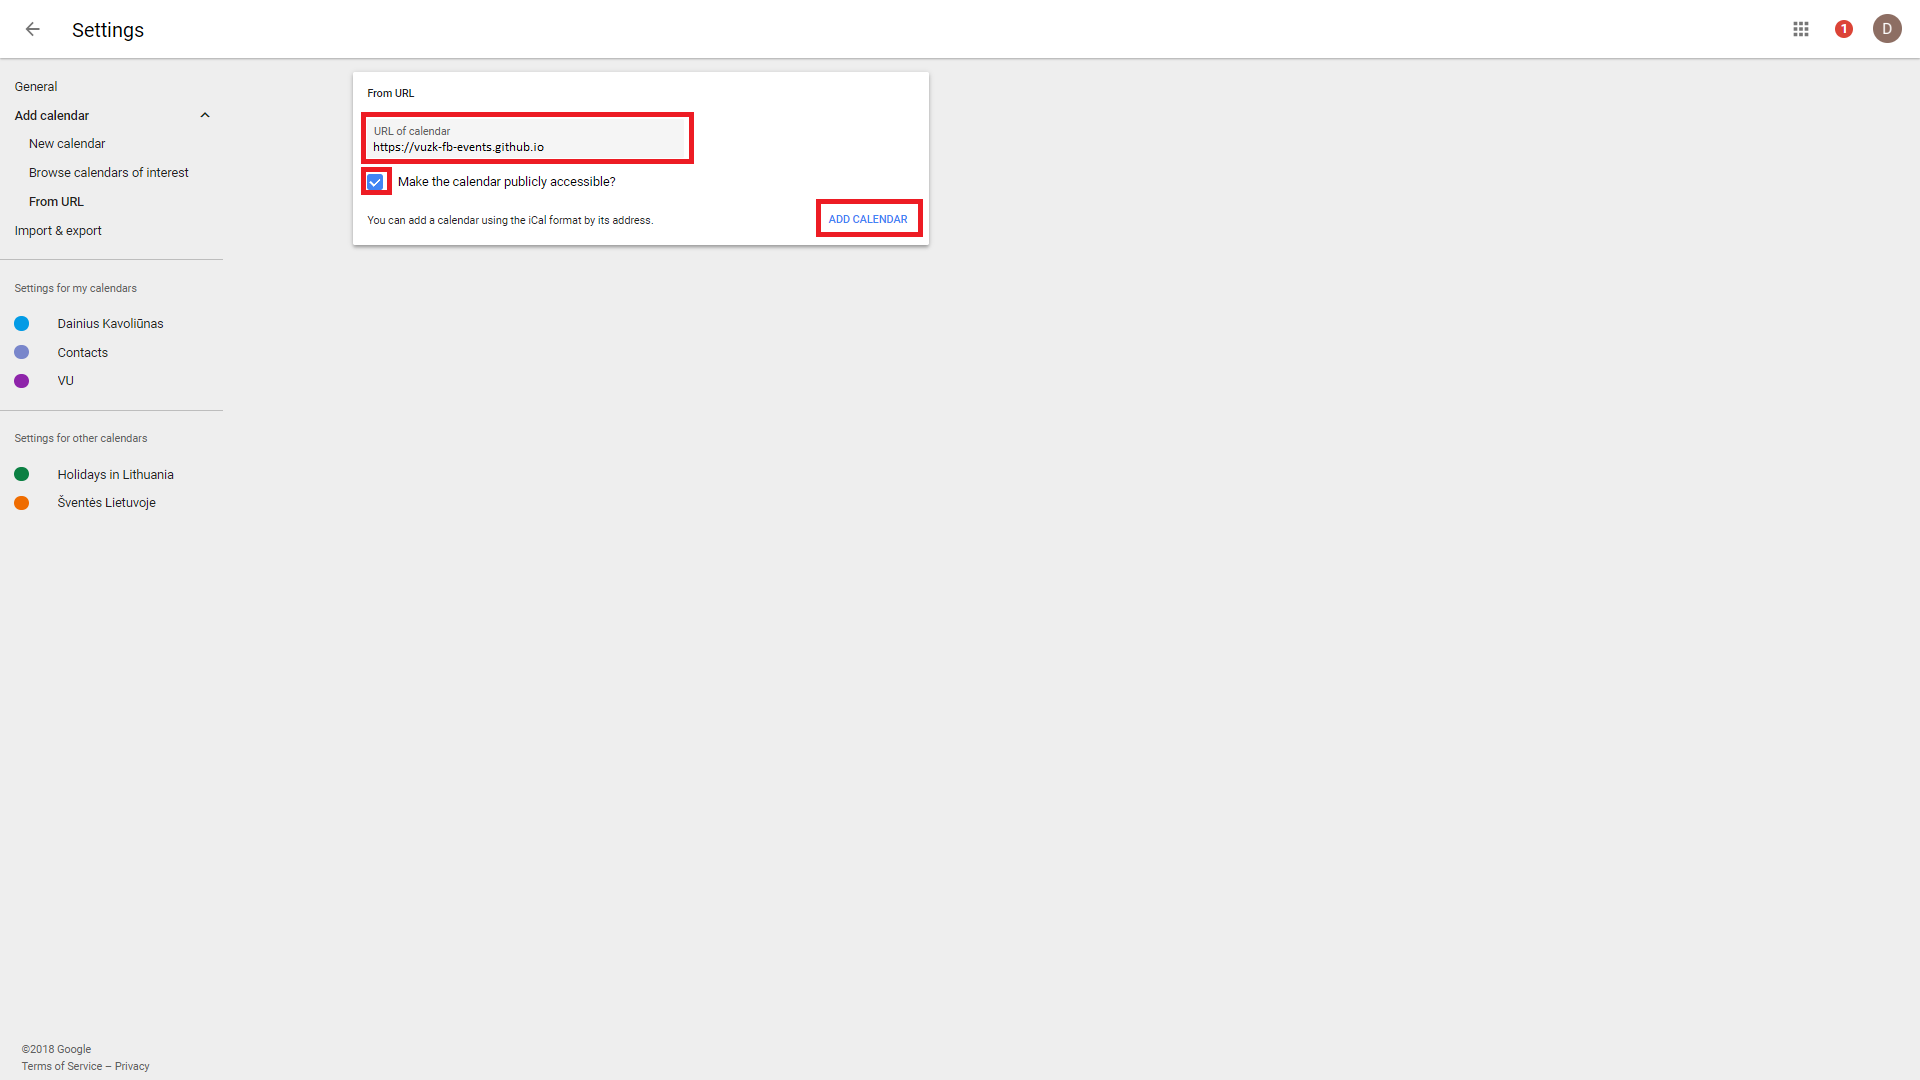 Settings
1
D
General
Add calendar
New calendar
Browse calendars of interest
From URL
Import & export
Settings for my calendars
Dainius Kavoliūnas
Contacts
VU
Settings for other calendars
Holidays in Lithuania
Šventės Lietuvoje
From URL
URL of calendar
https://vuzk-fb-events.github.io
Make the calendar publicly accessible?
You can add a calendar using the iCal format by its address.
ADD CALENDAR
©2018 Google
Terms of Service – Privacy